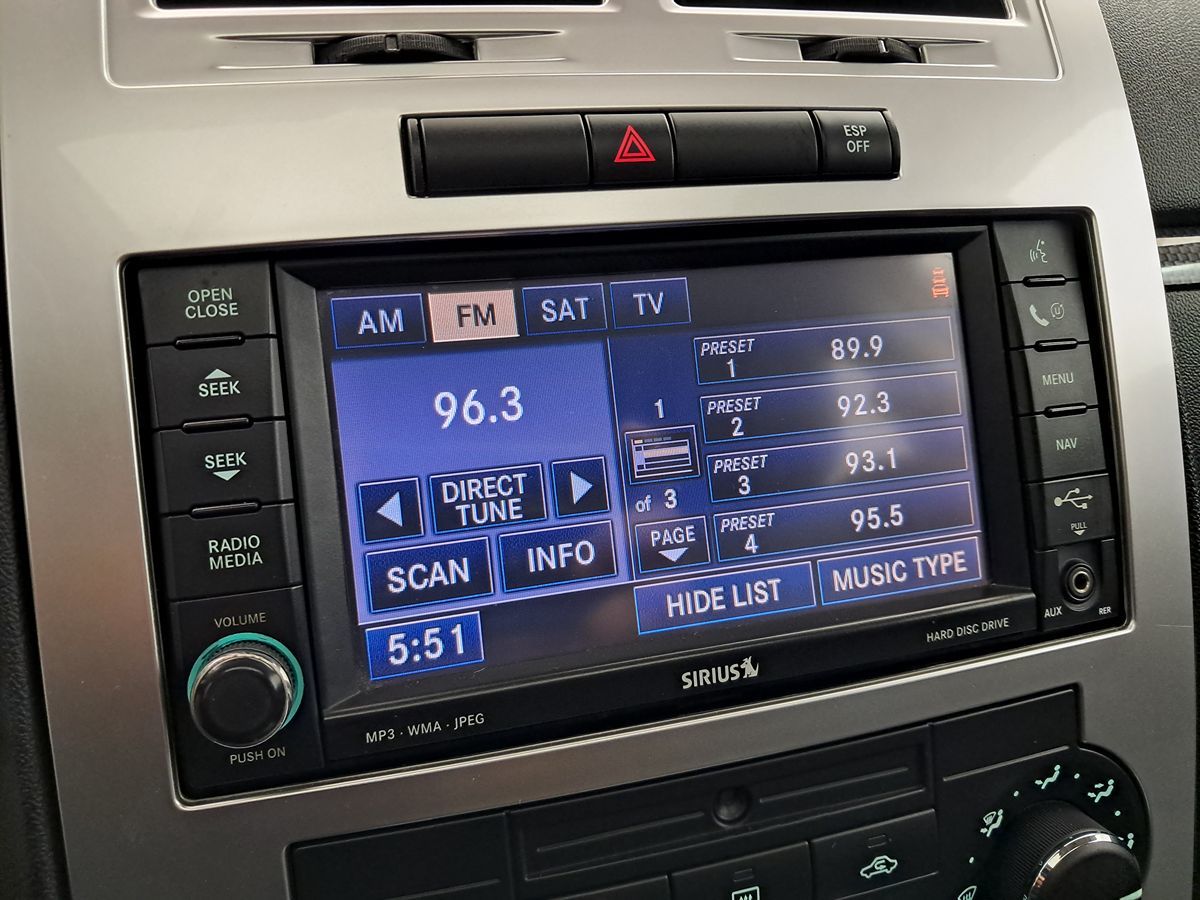 ESP
OFF
OPEN
CLOSE
SEEK
SEEK
RADIO
MEDIA
VOLUME
PUSH ON
AM FM SAT TV
96.3
DIRECT
TUNE
SCAN INFO
5:51
1
of 3
PAGE
PRESET
1 89.9
PRESET
2 92.3
PRESET
3 93.1
PRESET
4 95.5
HIDE LIST MUSIC TYPE
MP3 · WMA · JPEG
SIRIUS
HARD DISC DRIVE
MENU
NAV
PULL
AUX
RER